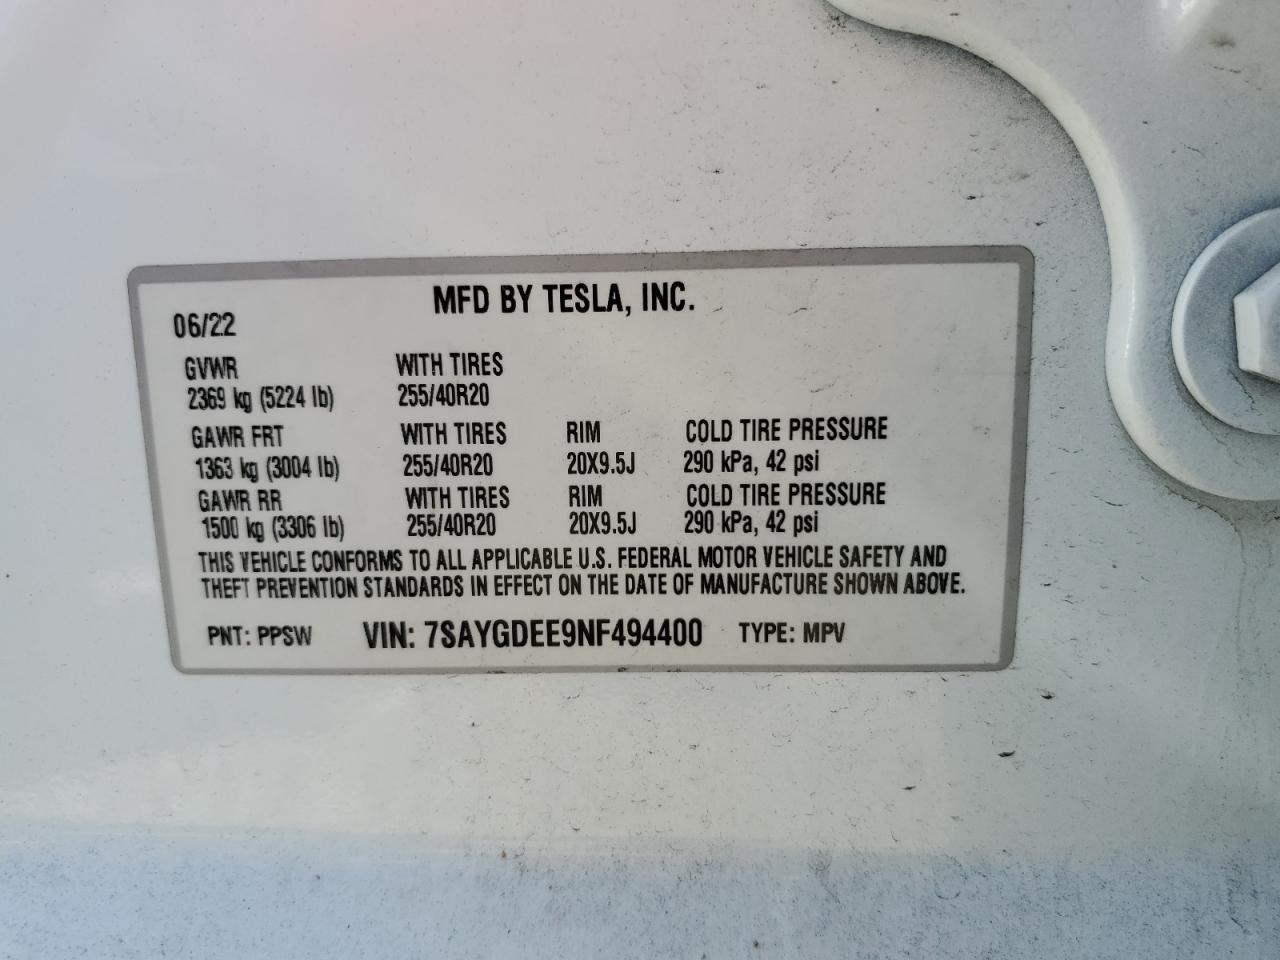 MFD BY TESLA, INC.
06/22
GVWR WITH TIRES
2369 kg (5224 lb) 255/40R20
GAWR FRT WITH TIRES RIM COLD TIRE PRESSURE
1363 kg (3004 lb) 255/40R20 20X9.5J 290 kPa, 42 psi
GAWR RR WITH TIRES RIM COLD TIRE PRESSURE
1500 kg (3306 lb) 255/40R20 20X9.5J 290 kPa, 42 psi
THIS VEHICLE CONFORMS TO ALL APPLICABLE U.S. FEDERAL MOTOR VEHICLE SAFETY AND
THEFT PREVENTION STANDARDS IN EFFECT ON THE DATE OF MANUFACTURE SHOWN ABOVE.
PNT: PPSW VIN: 7SAYGDEE9NF494400 TYPE: MPV